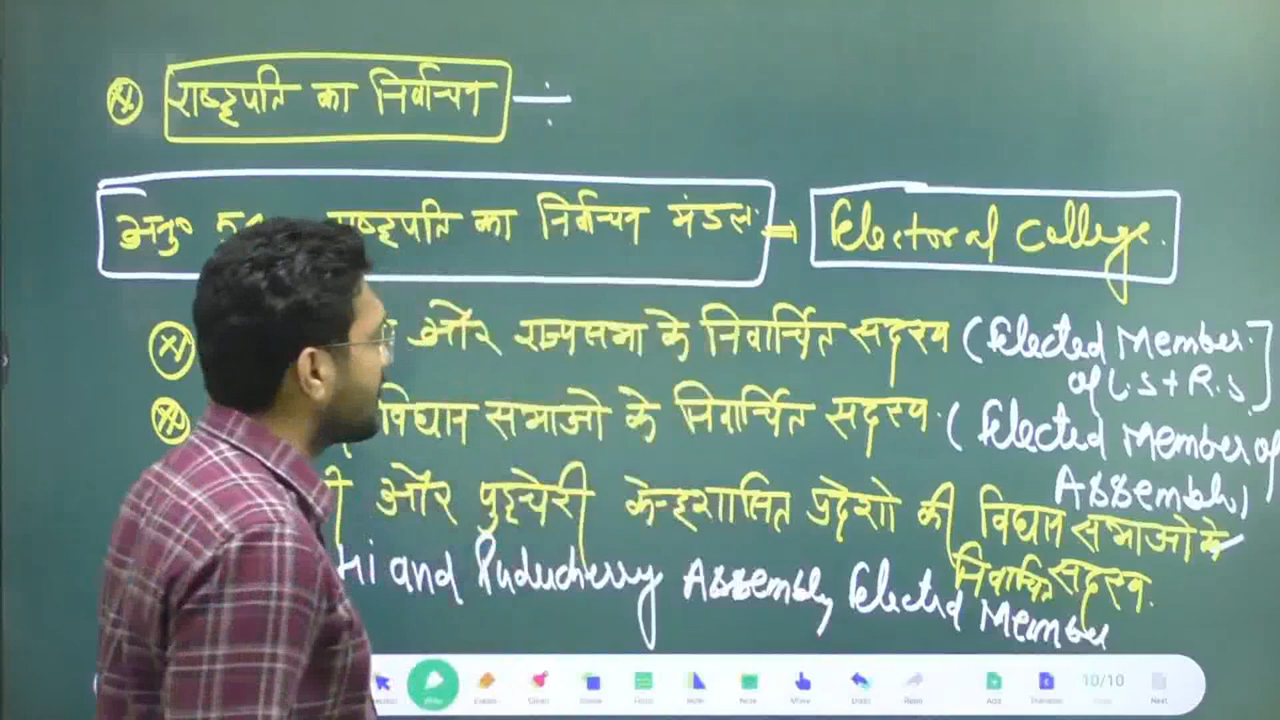 राष्ट्रपति का निर्वाचन
अनु° राष्ट्रपति का निर्वाचन मंडल Electoral College.
और राज्यसभा के निवार्चित सदस्य (Elected Member.
of L.S + R.S)
विधान सभाओ के निवार्चित सदस्य. (Elected Member of
Assembly)
और पुदुचेरी केन्द्रशासित प्रदेशो की विधान सभाओ के
निवार्चित सदस्य.
and Puducherry Assembly Elected Member
10/10
Next